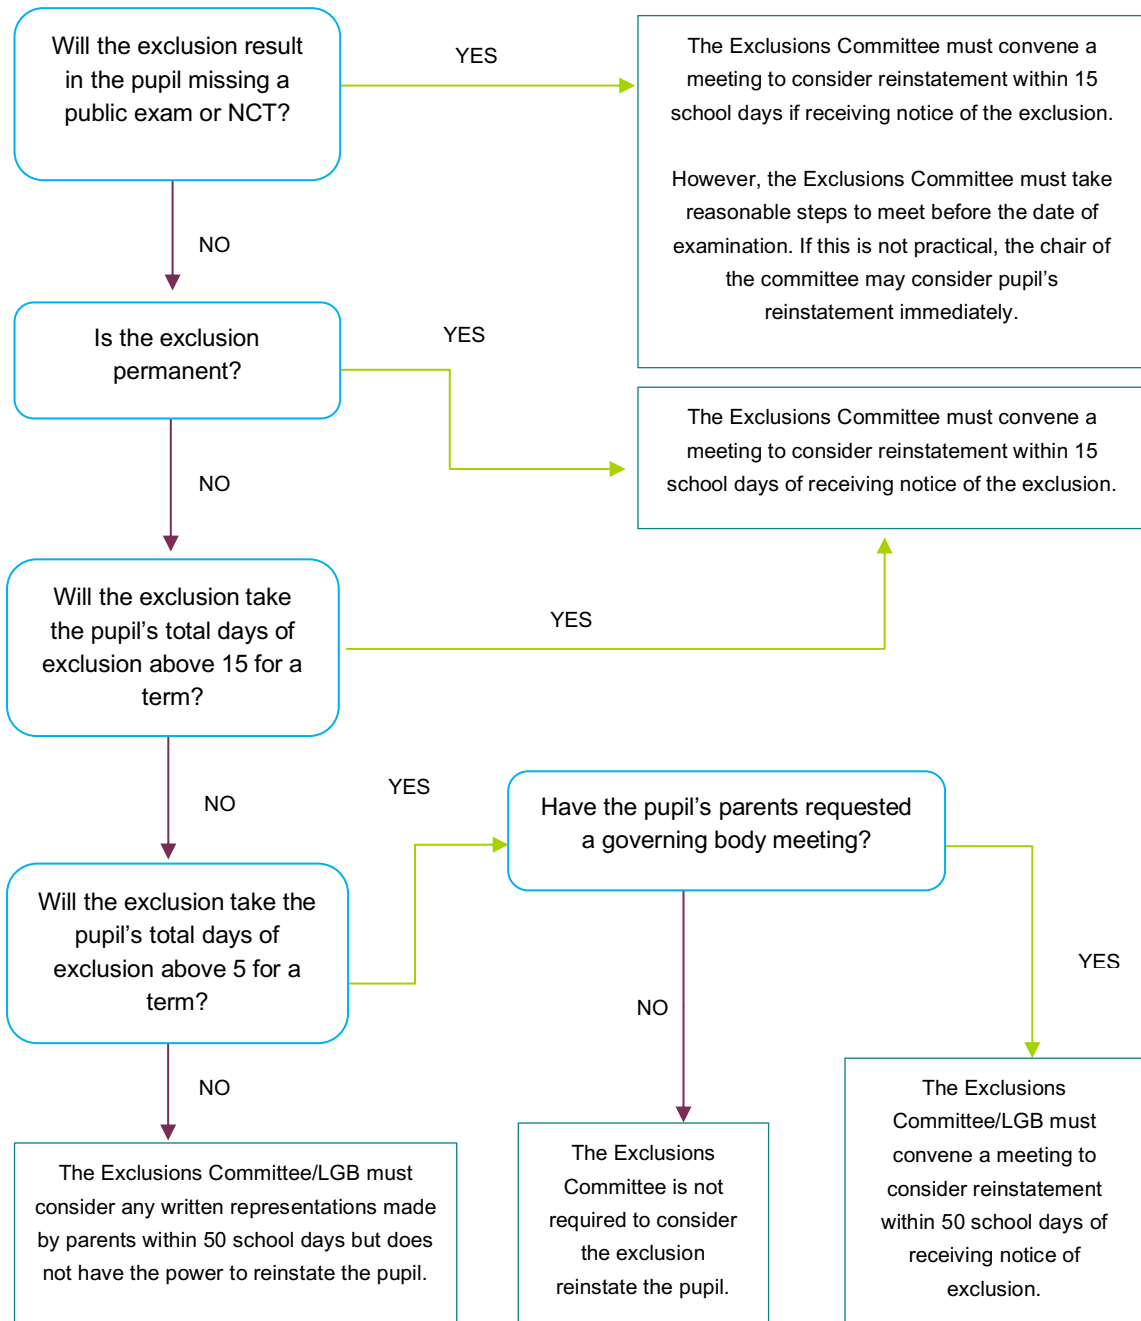 Will the exclusion result
in the pupil missing a
public exam or NCT?
YES
The Exclusions Committee must convene a
meeting to consider reinstatement within 15
school days if receiving notice of the exclusion.
However, the Exclusions Committee must take
reasonable steps to meet before the date of
examination. If this is not practical, the chair of
the committee may consider pupil’s
reinstatement immediately.
NO
Is the exclusion
permanent?
YES
The Exclusions Committee must convene a
meeting to consider reinstatement within 15
school days of receiving notice of the exclusion.
NO
Will the exclusion take
the pupil’s total days of
exclusion above 15 for a
term?
YES
NO
Will the exclusion take the
pupil’s total days of
exclusion above 5 for a
term?
YES
Have the pupil’s parents requested
a governing body meeting?
YES
NO
NO
The Exclusions Committee/LGB must
consider any written representations made
by parents within 50 school days but does
not have the power to reinstate the pupil.
The Exclusions
Committee is not
required to consider
the exclusion
reinstate the pupil.
The Exclusions
Committee/LGB must
convene a meeting to
consider reinstatement
within 50 school days of
receiving notice of
exclusion.